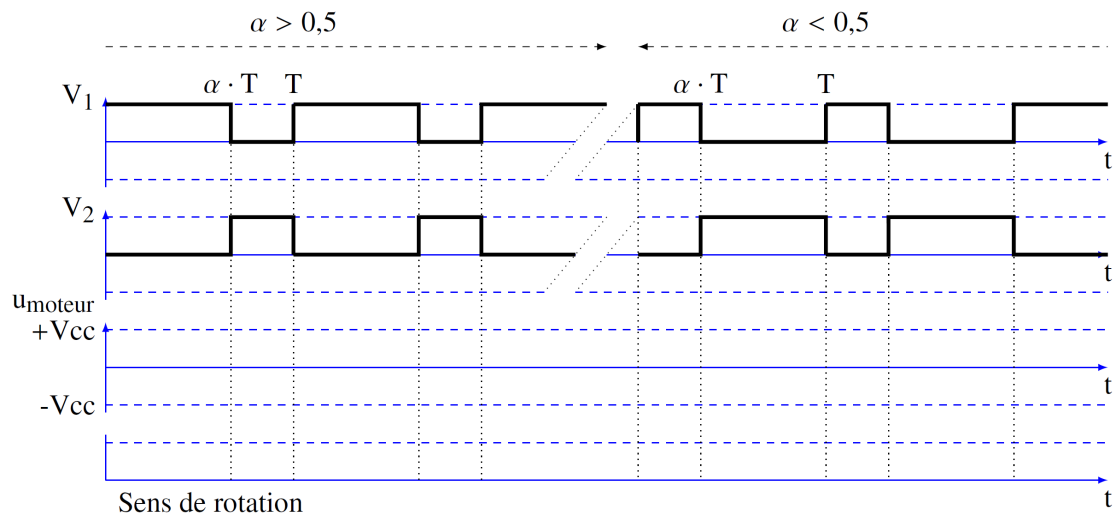 α > 0,5
α < 0,5
V1
α · T
T
α · T
T
t
V2
t
umoteur
+Vcc
t
-Vcc
Sens de rotation
t